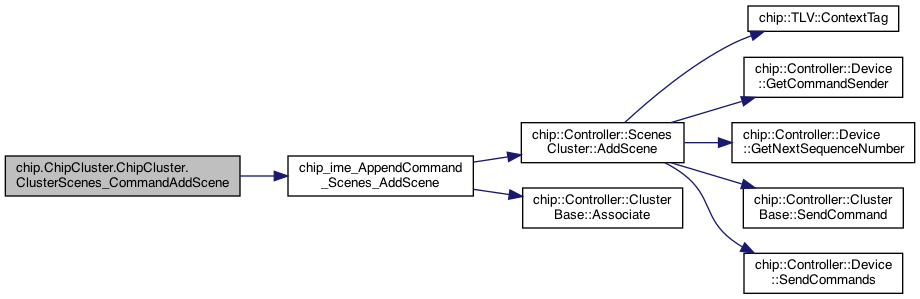 chip.ChipCluster.ChipCluster.
ClusterScenes_CommandAddScene
chip_ime_AppendCommand
_Scenes_AddScene
chip::Controller::Scenes
Cluster::AddScene
chip::Controller::Cluster
Base::Associate
chip::TLV::ContextTag
chip::Controller::Device
::GetCommandSender
chip::Controller::Device
::GetNextSequenceNumber
chip::Controller::Cluster
Base::SendCommand
chip::Controller::Device
::SendCommands